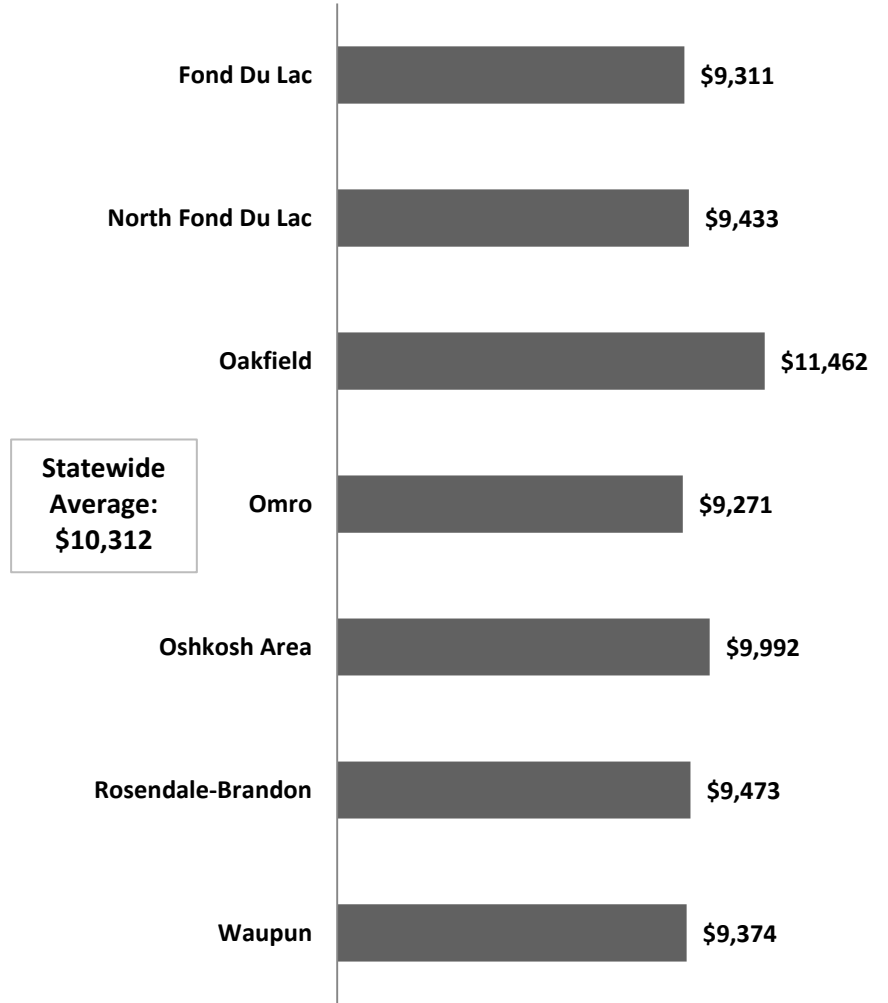 Fond Du Lac
$9,311
North Fond Du Lac
$9,433
Oakfield
$11,462
Statewide
Average:
$10,312
Omro
$9,271
Oshkosh Area
$9,992
Rosendale-Brandon
$9,473
Waupun
$9,374